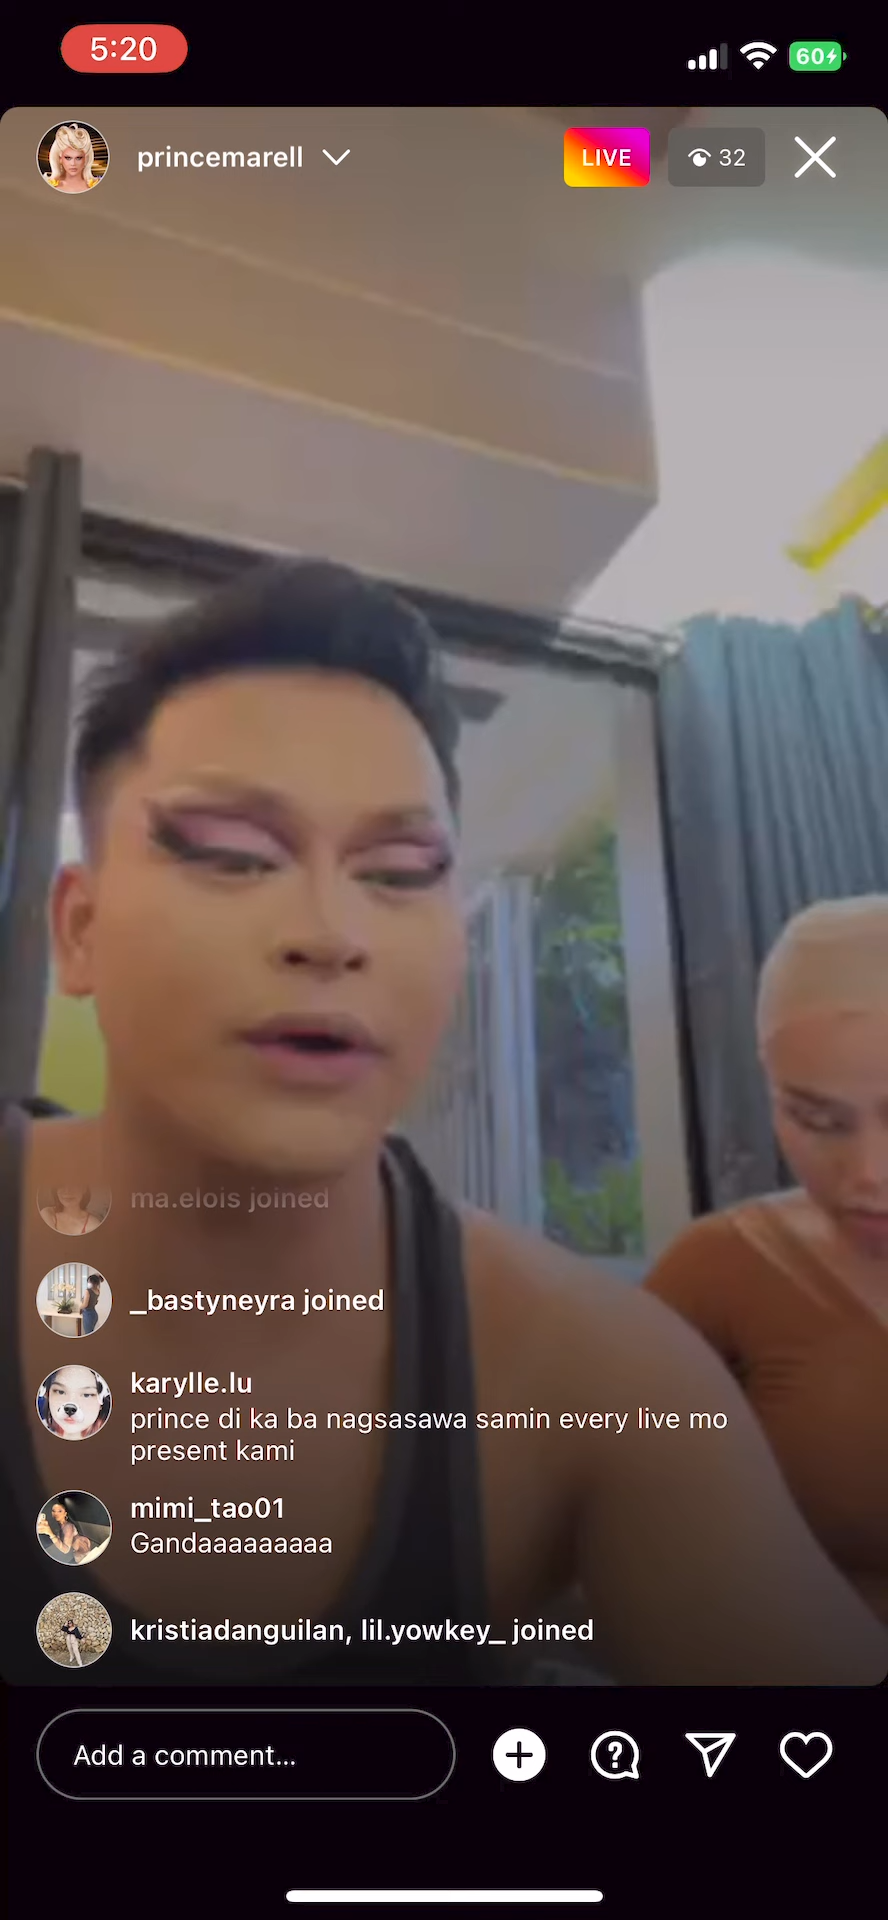 5:20
60
princemarell
LIVE
32
ma.elois joined
_bastyneyra joined
karylle.lu
prince di ka ba nagsasawa samin every live mo
present kami
mimi_tao01
Gandaaaaaaaaa
kristiadanguilan, lil.yowkey_ joined
Add a comment...